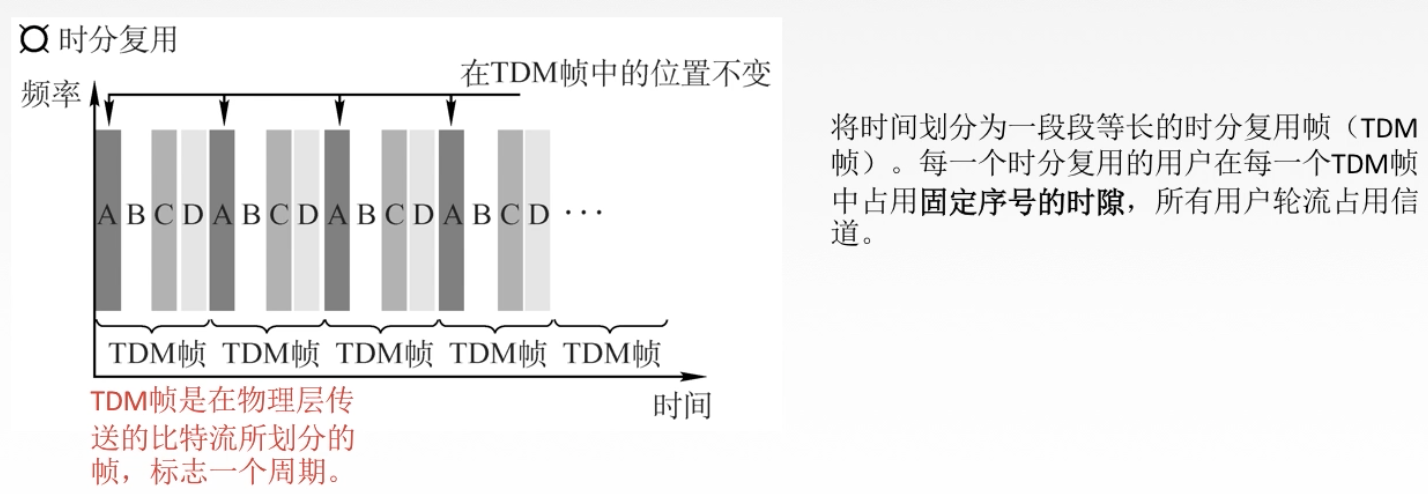 ¤ 时分复用
在TDM帧中的位置不变
频率
A B C D A B C D A B C D A B C D ···
TDM帧 TDM帧 TDM帧 TDM帧 TDM帧
时间
TDM帧是在物理层传
送的比特流所划分的
帧，标志一个周期。
将时间划分为一段段等长的时分复用帧（TDM
帧）。每一个时分复用的用户在每一个TDM帧
中占用固定序号的时隙，所有用户轮流占用信
道。